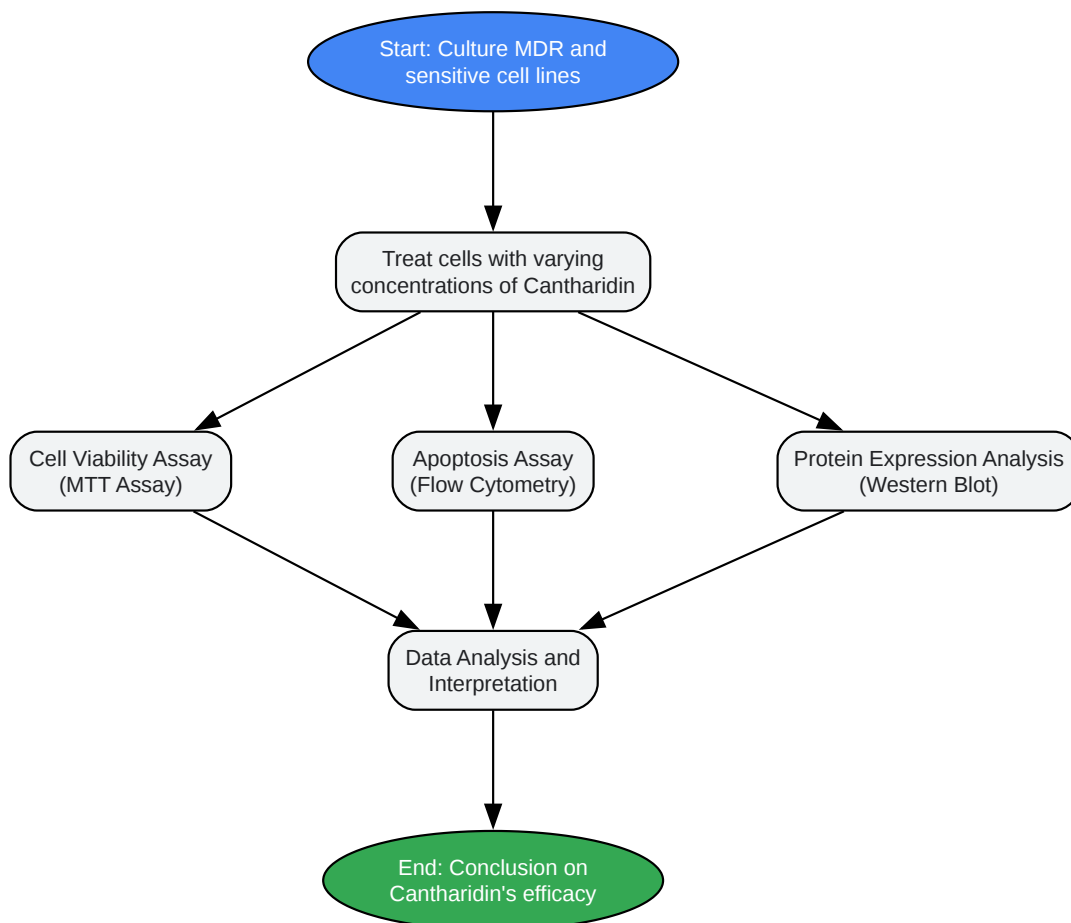 Start: Culture MDR and
sensitive cell lines
Treat cells with varying
concentrations of Cantharidin
Cell Viability Assay
(MTT Assay)
Apoptosis Assay
(Flow Cytometry)
Protein Expression Analysis
(Western Blot)
Data Analysis and
Interpretation
End: Conclusion on
Cantharidin's efficacy